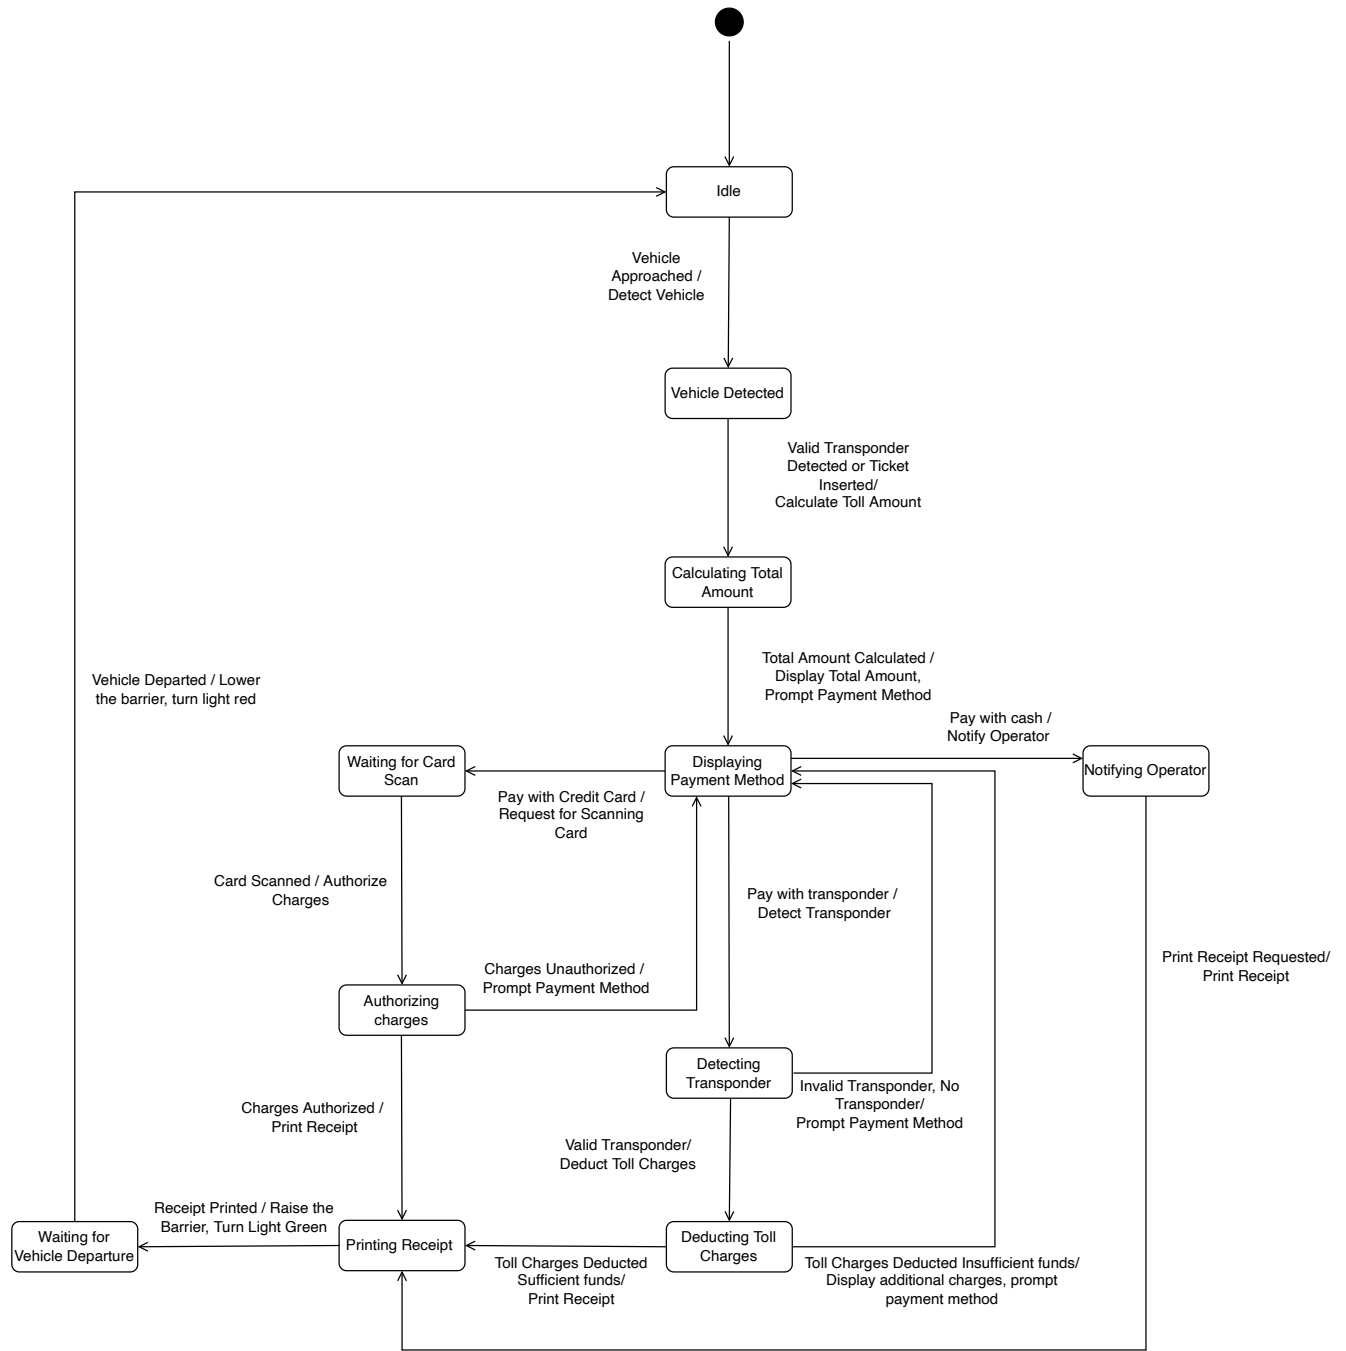 Idle
Vehicle
Approached /
Detect Vehicle
Vehicle Detected
Valid Transponder
Detected or Ticket
Inserted/
Calculate Toll Amount
Calculating Total
Amount
Total Amount Calculated /
Display Total Amount,
Prompt Payment Method
Vehicle Departed / Lower
the barrier, turn light red
Pay with cash /
Notify Operator
Waiting for Card
Scan
Displaying
Payment Method
Notifying Operator
Pay with Credit Card /
Request for Scanning
Card
Card Scanned / Authorize
Charges
Pay with transponder /
Detect Transponder
Print Receipt Requested/
Print Receipt
Charges Unauthorized /
Prompt Payment Method
Authorizing
charges
Detecting
Transponder
Invalid Transponder, No
Transponder/
Prompt Payment Method
Charges Authorized /
Print Receipt
Valid Transponder/
Deduct Toll Charges
Receipt Printed / Raise the
Barrier, Turn Light Green
Waiting for
Vehicle Departure
Printing Receipt
Deducting Toll
Charges
Toll Charges Deducted
Sufficient funds/
Print Receipt
Toll Charges Deducted Insufficient funds/
Display additional charges, prompt
payment method